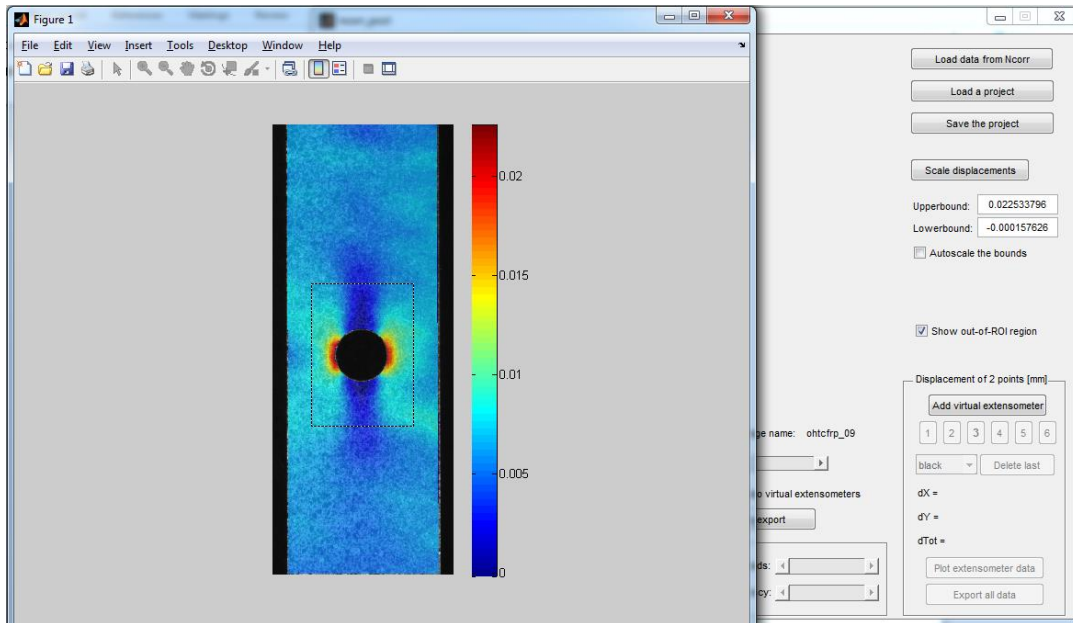 Figure 1
File Edit View Insert Tools Desktop Window Help
0.02
0.015
0.01
0.005
0
Load data from Ncorr
Load a project
Save the project
Scale displacements
Upperbound: 0.022533796
Lowerbound: -0.000157626
Autoscale the bounds
Show out-of-ROI region
Displacement of 2 points [mm]
Add virtual extensometer
1 2 3 4 5 6
black Delete last
dX =
dY =
dTot =
Plot extensometer data
Export all data
ge name: ohtcfrp_09
o virtual extensometers
export
ds:
cy: